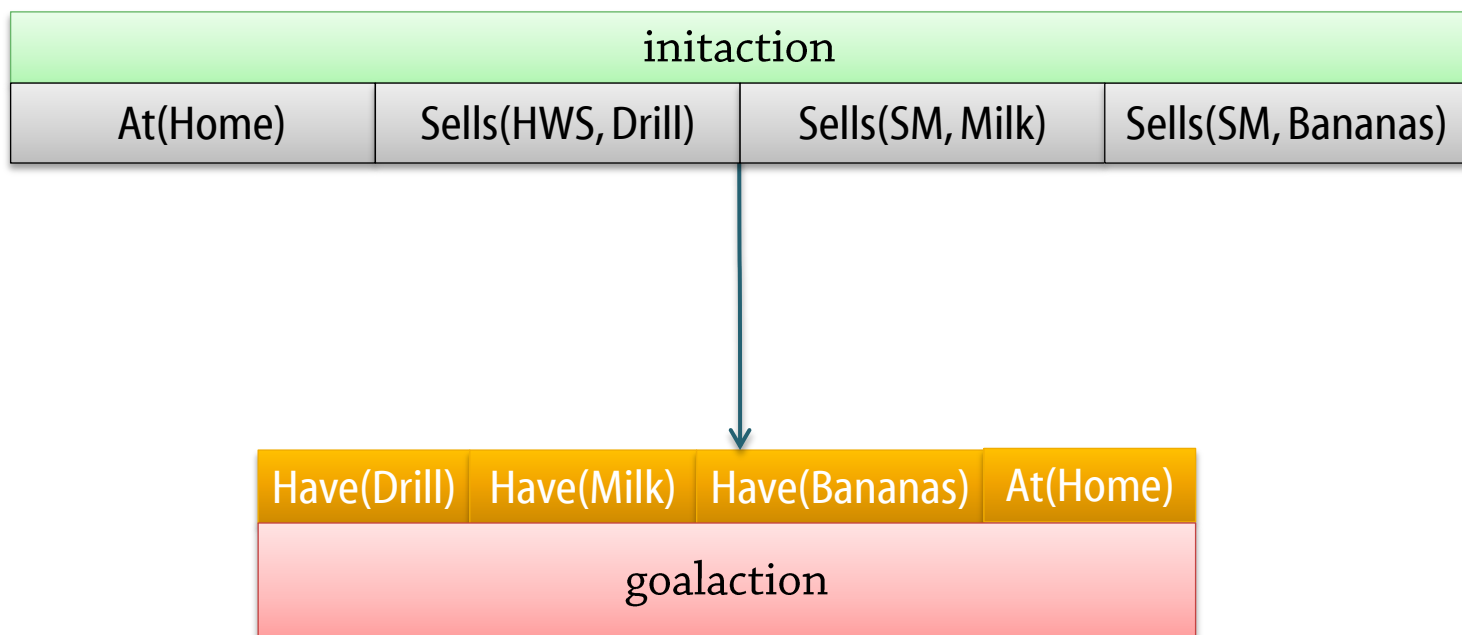 initaction
At(Home) Sells(HWS, Drill) Sells(SM, Milk) Sells(SM, Bananas)
Have(Drill) Have(Milk) Have(Bananas) At(Home)
goalaction